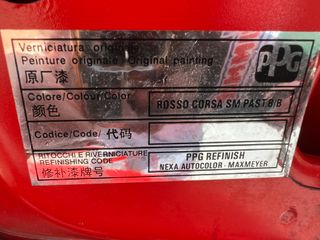 Verniciatura originale
Peinture originale / Original painting
原厂漆
PPG
Colore/Colour/Color
颜色
ROSSO CORSA SM PAST 8/8
Codice/Code/代码
RITOCCHI E RIVERNICIATURE
REFINISHING CODE
修补漆牌号
PPG REFINISH
NEXA AUTOCOLOR - MAXMEYER